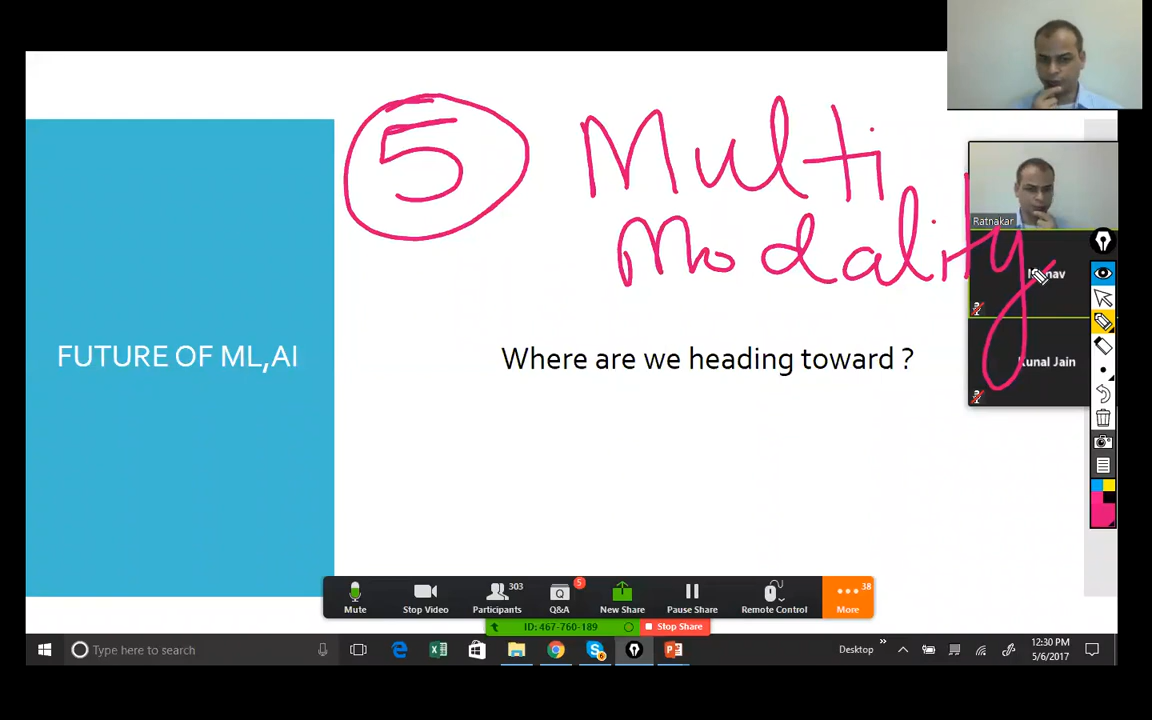 5 Multi
Modality
Ratnakar
FUTURE OF ML,AI
Where are we heading toward ?
Kunal Jain
303
5
38
Mute
Stop Video
Participants
Q&A
New Share
Pause Share
Remote Control
More
ID: 467-760-189
Stop Share
Type here to search
Desktop
12:30 PM
5/6/2017